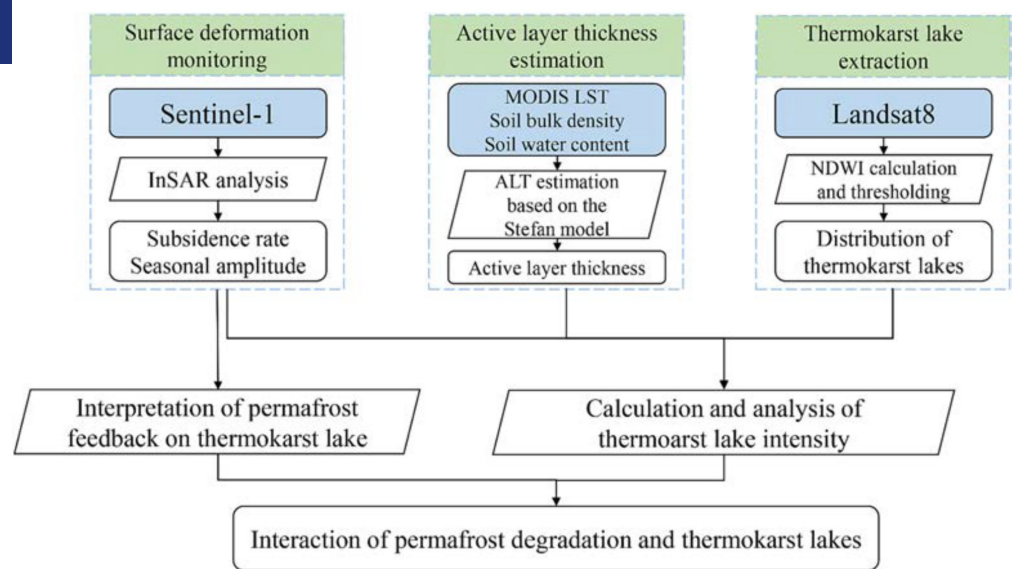 Surface deformation
monitoring
Sentinel-1
InSAR analysis
Subsidence rate
Seasonal amplitude
Active layer thickness
estimation
MODIS LST
Soil bulk density
Soil water content
ALT estimation
based on the
Stefan model
Active layer thickness
Thermokarst lake
extraction
Landsat8
NDWI calculation
and thresholding
Distribution of
thermokarst lakes
Interpretation of permafrost
feedback on thermokarst lake
Calculation and analysis of
thermoarst lake intensity
Interaction of permafrost degradation and thermokarst lakes